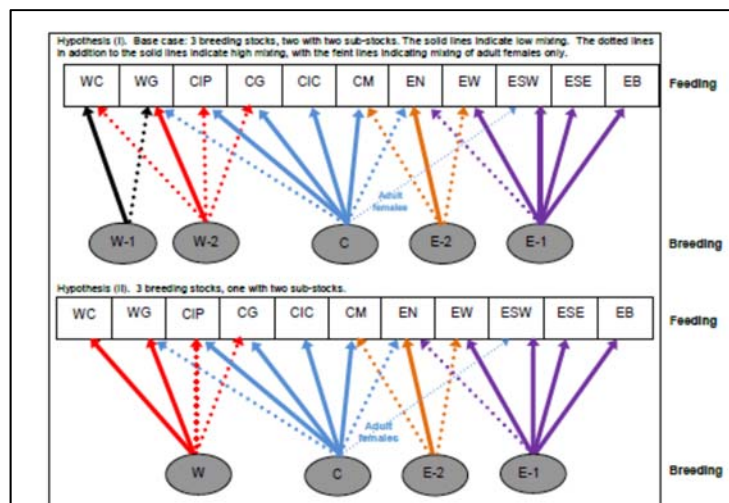 Hypothesis (I). Base case: 3 breeding stocks, two with two sub-stocks. The solid lines indicate low mixing. The dotted lines
in addition to the solid lines indicate high mixing, with the feint lines indicating mixing of adult females only.
WC WG CIP CG CIC CM EN EW ESW ESE EB Feeding
Adult
females
W-1 W-2 C E-2 E-1 Breeding
Hypothesis (II). 3 breeding stocks, one with two sub-stocks.
WC WG CIP CG CIC CM EN EW ESW ESE EB Feeding
Adult
females
W C E-2 E-1 Breeding